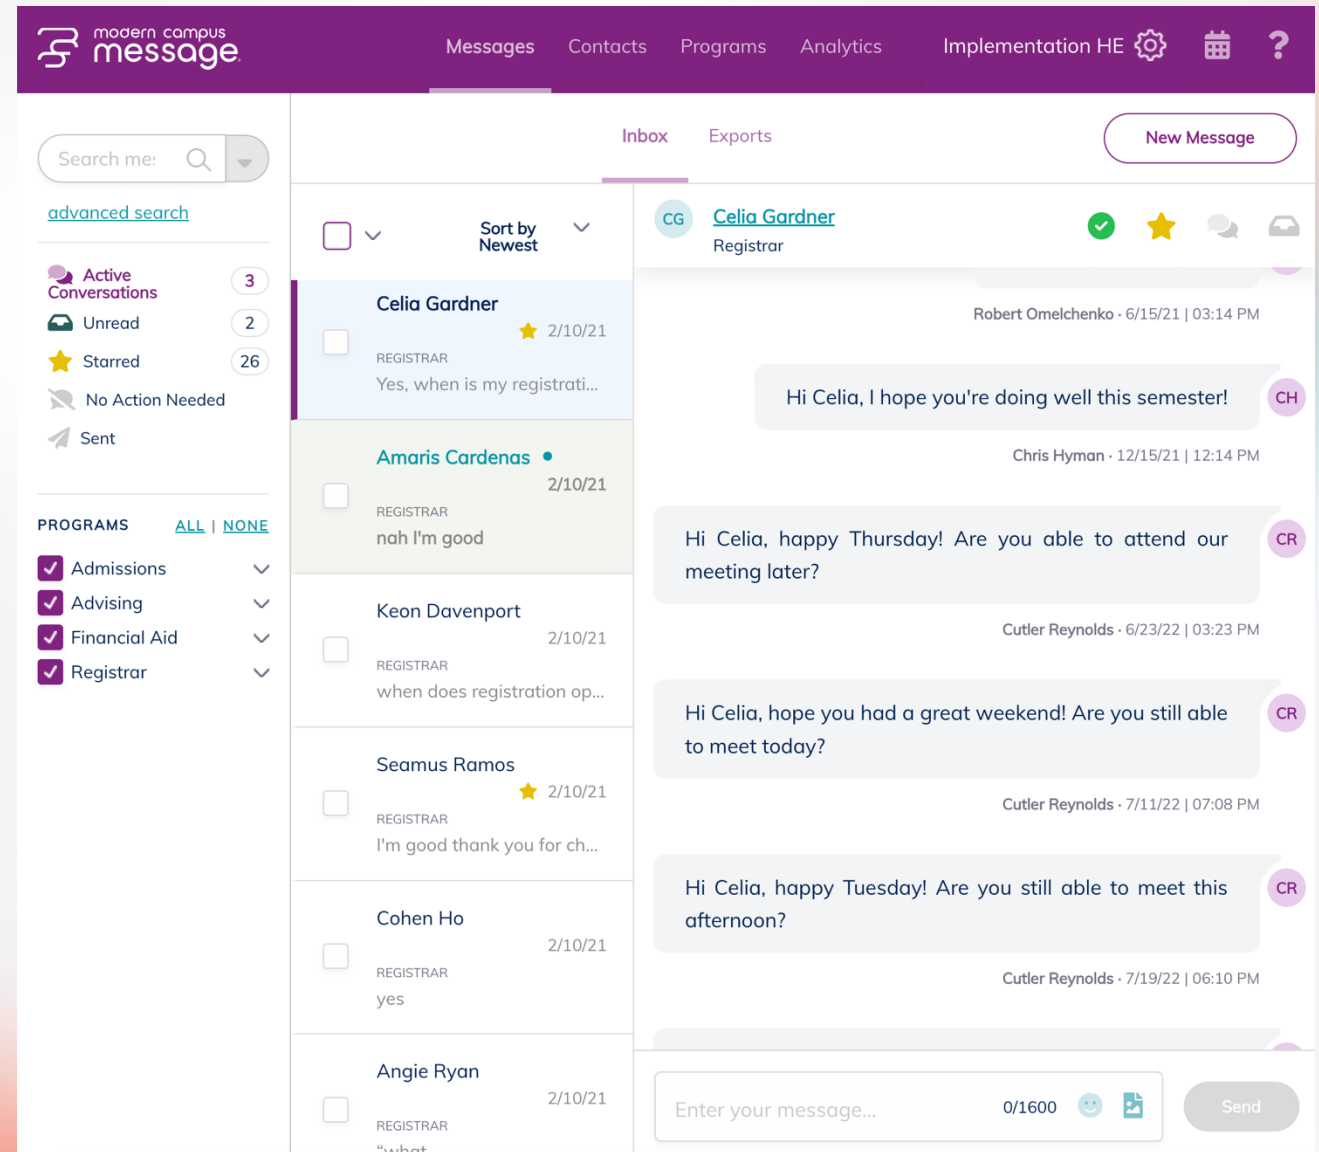 modern campus
message
Messages
Contacts
Programs
Analytics
Implementation HE
?
Search me
advanced search
Active
Conversations
3
Unread
2
Starred
26
No Action Needed
Sent
PROGRAMS
ALL | NONE
Admissions
Advising
Financial Aid
Registrar
Inbox
Exports
New Message
Sort by
Newest
Celia Gardner
2/10/21
REGISTRAR
Yes, when is my registrati...
Amaris Cardenas
2/10/21
REGISTRAR
nah I'm good
Keon Davenport
2/10/21
REGISTRAR
when does registration op...
Seamus Ramos
2/10/21
REGISTRAR
I'm good thank you for ch...
Cohen Ho
2/10/21
REGISTRAR
yes
Angie Ryan
2/10/21
REGISTRAR
“what
CG
Celia Gardner
Registrar
Robert Omelchenko · 6/15/21 | 03:14 PM
Hi Celia, I hope you're doing well this semester!
CH
Chris Hyman · 12/15/21 | 12:14 PM
Hi Celia, happy Thursday! Are you able to attend our
meeting later?
CR
Cutler Reynolds · 6/23/22 | 03:23 PM
Hi Celia, hope you had a great weekend! Are you still able
to meet today?
CR
Cutler Reynolds · 7/11/22 | 07:08 PM
Hi Celia, happy Tuesday! Are you still able to meet this
afternoon?
CR
Cutler Reynolds · 7/19/22 | 06:10 PM
Enter your message...
0/1600
Send